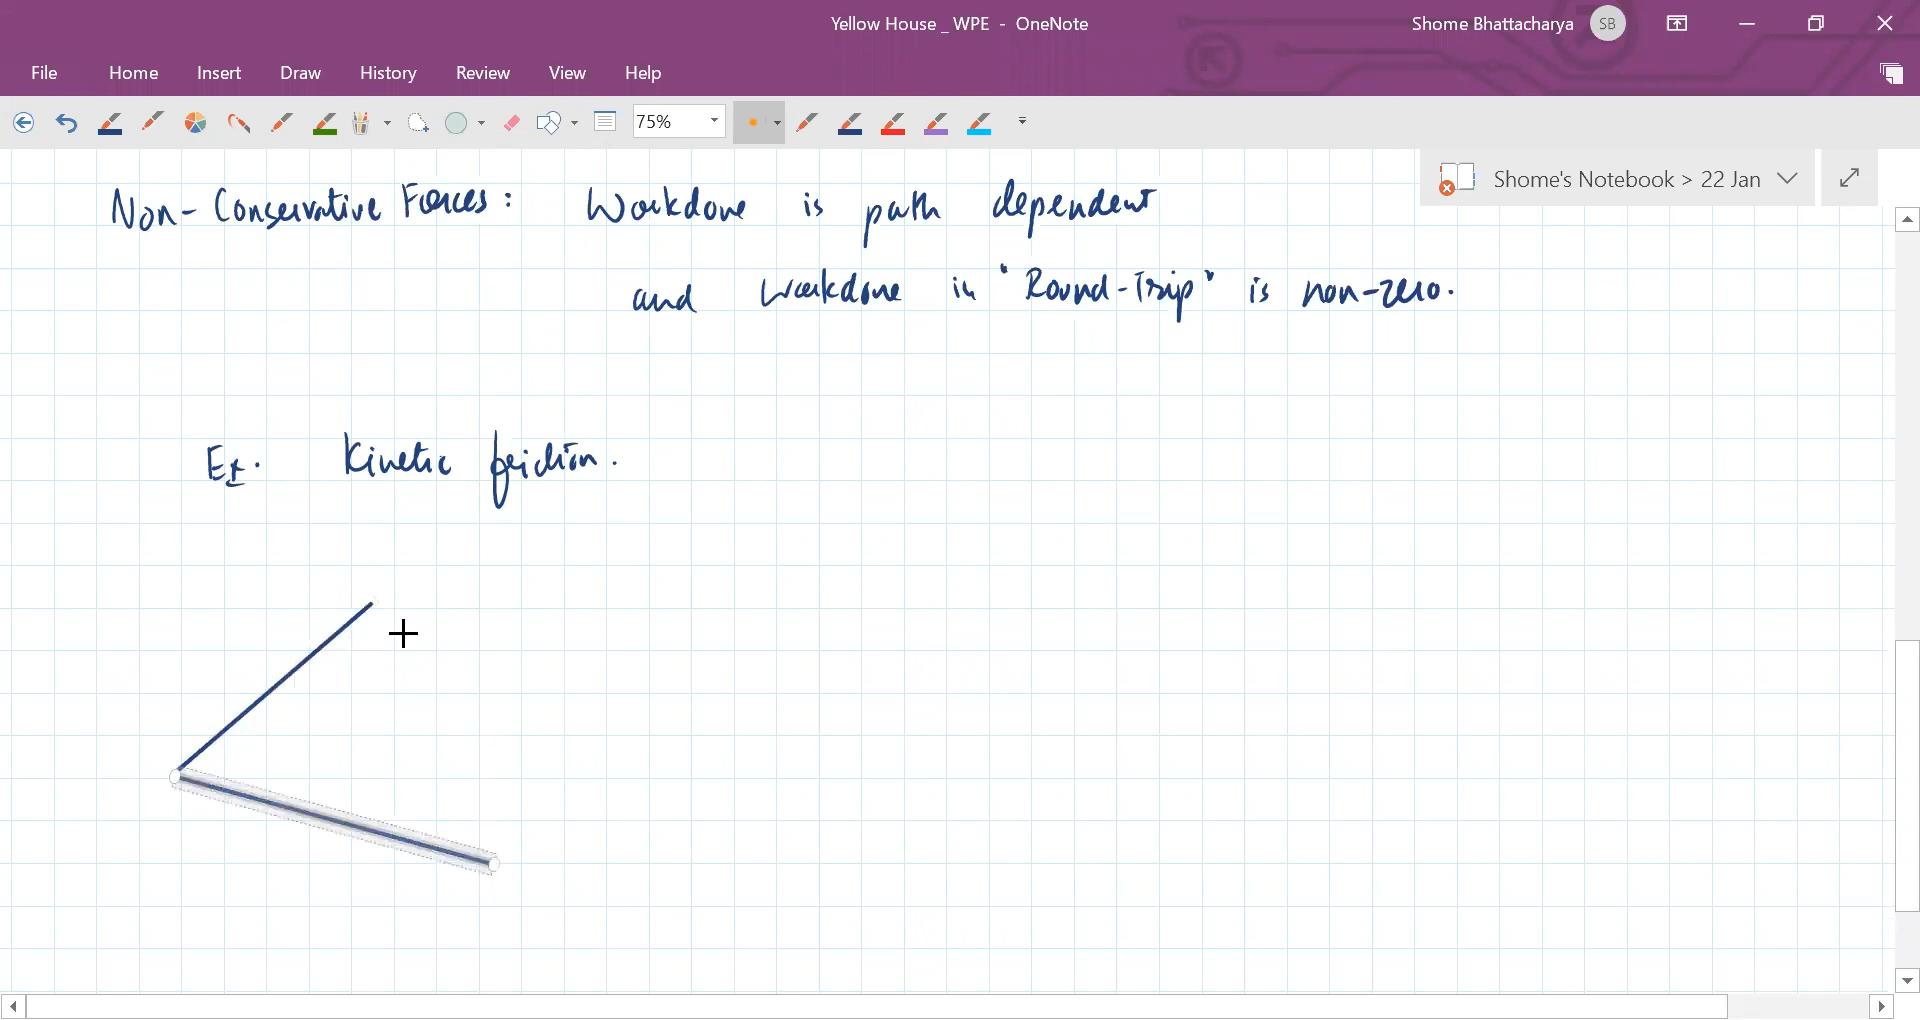 Yellow House _ WPE - OneNote
Shome Bhattacharya SB
File Home Insert Draw History Review View Help
75%
Shome's Notebook > 22 Jan
Non-Conservative Forces: Workdone is path dependent
and workdone in "Round-Trip" is non-zero.
Ex. Kinetic friction.